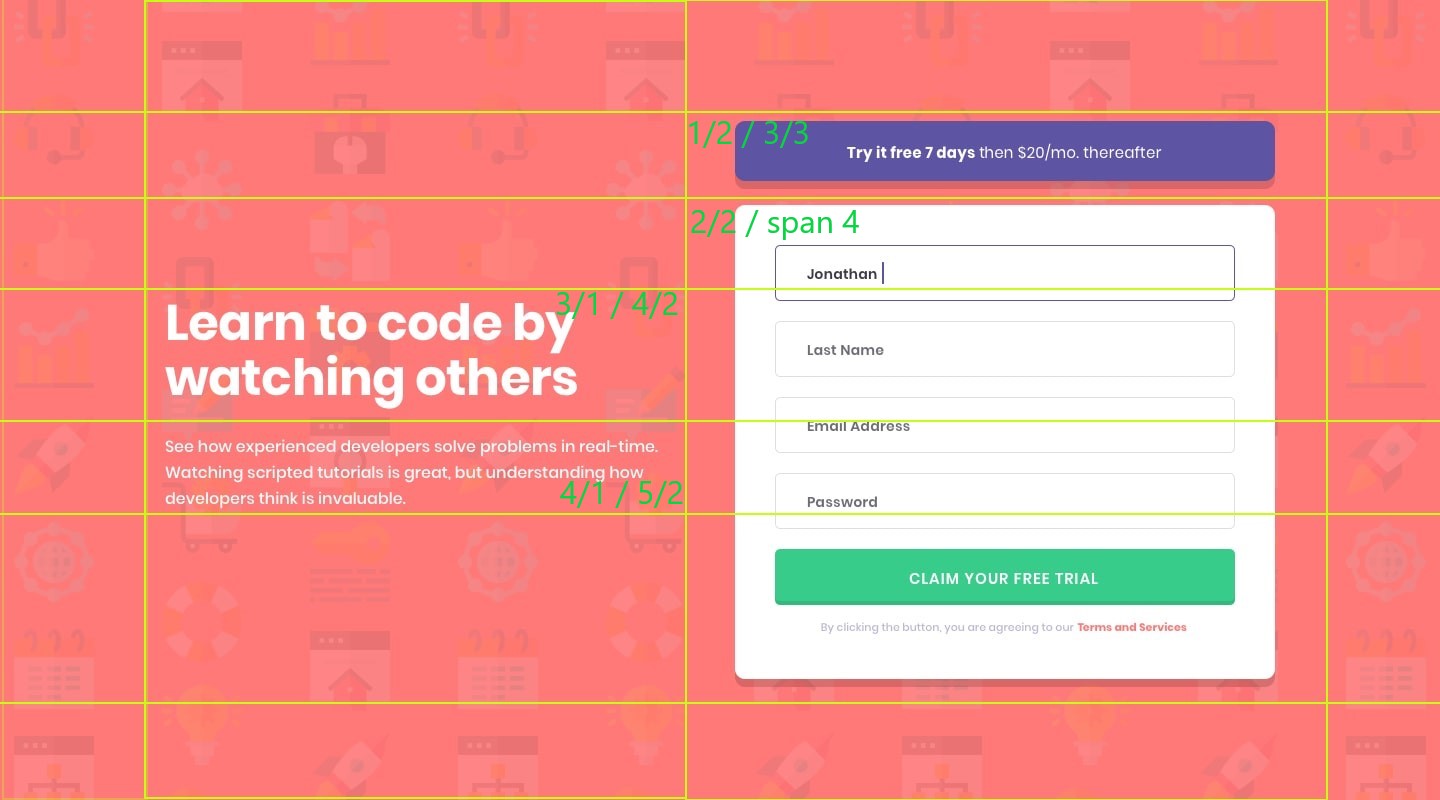 1/2 / 3/3
Try it free 7 days then $20/mo. thereafter
2/2 / span 4
Jonathan
3/1 / 4/2
Learn to code by
watching others
Last Name
Email Address
See how experienced developers solve problems in real-time.
Watching scripted tutorials is great, but understanding how
developers think is invaluable.
4/1 / 5/2
Password
CLAIM YOUR FREE TRIAL
By clicking the button, you are agreeing to our Terms and Services